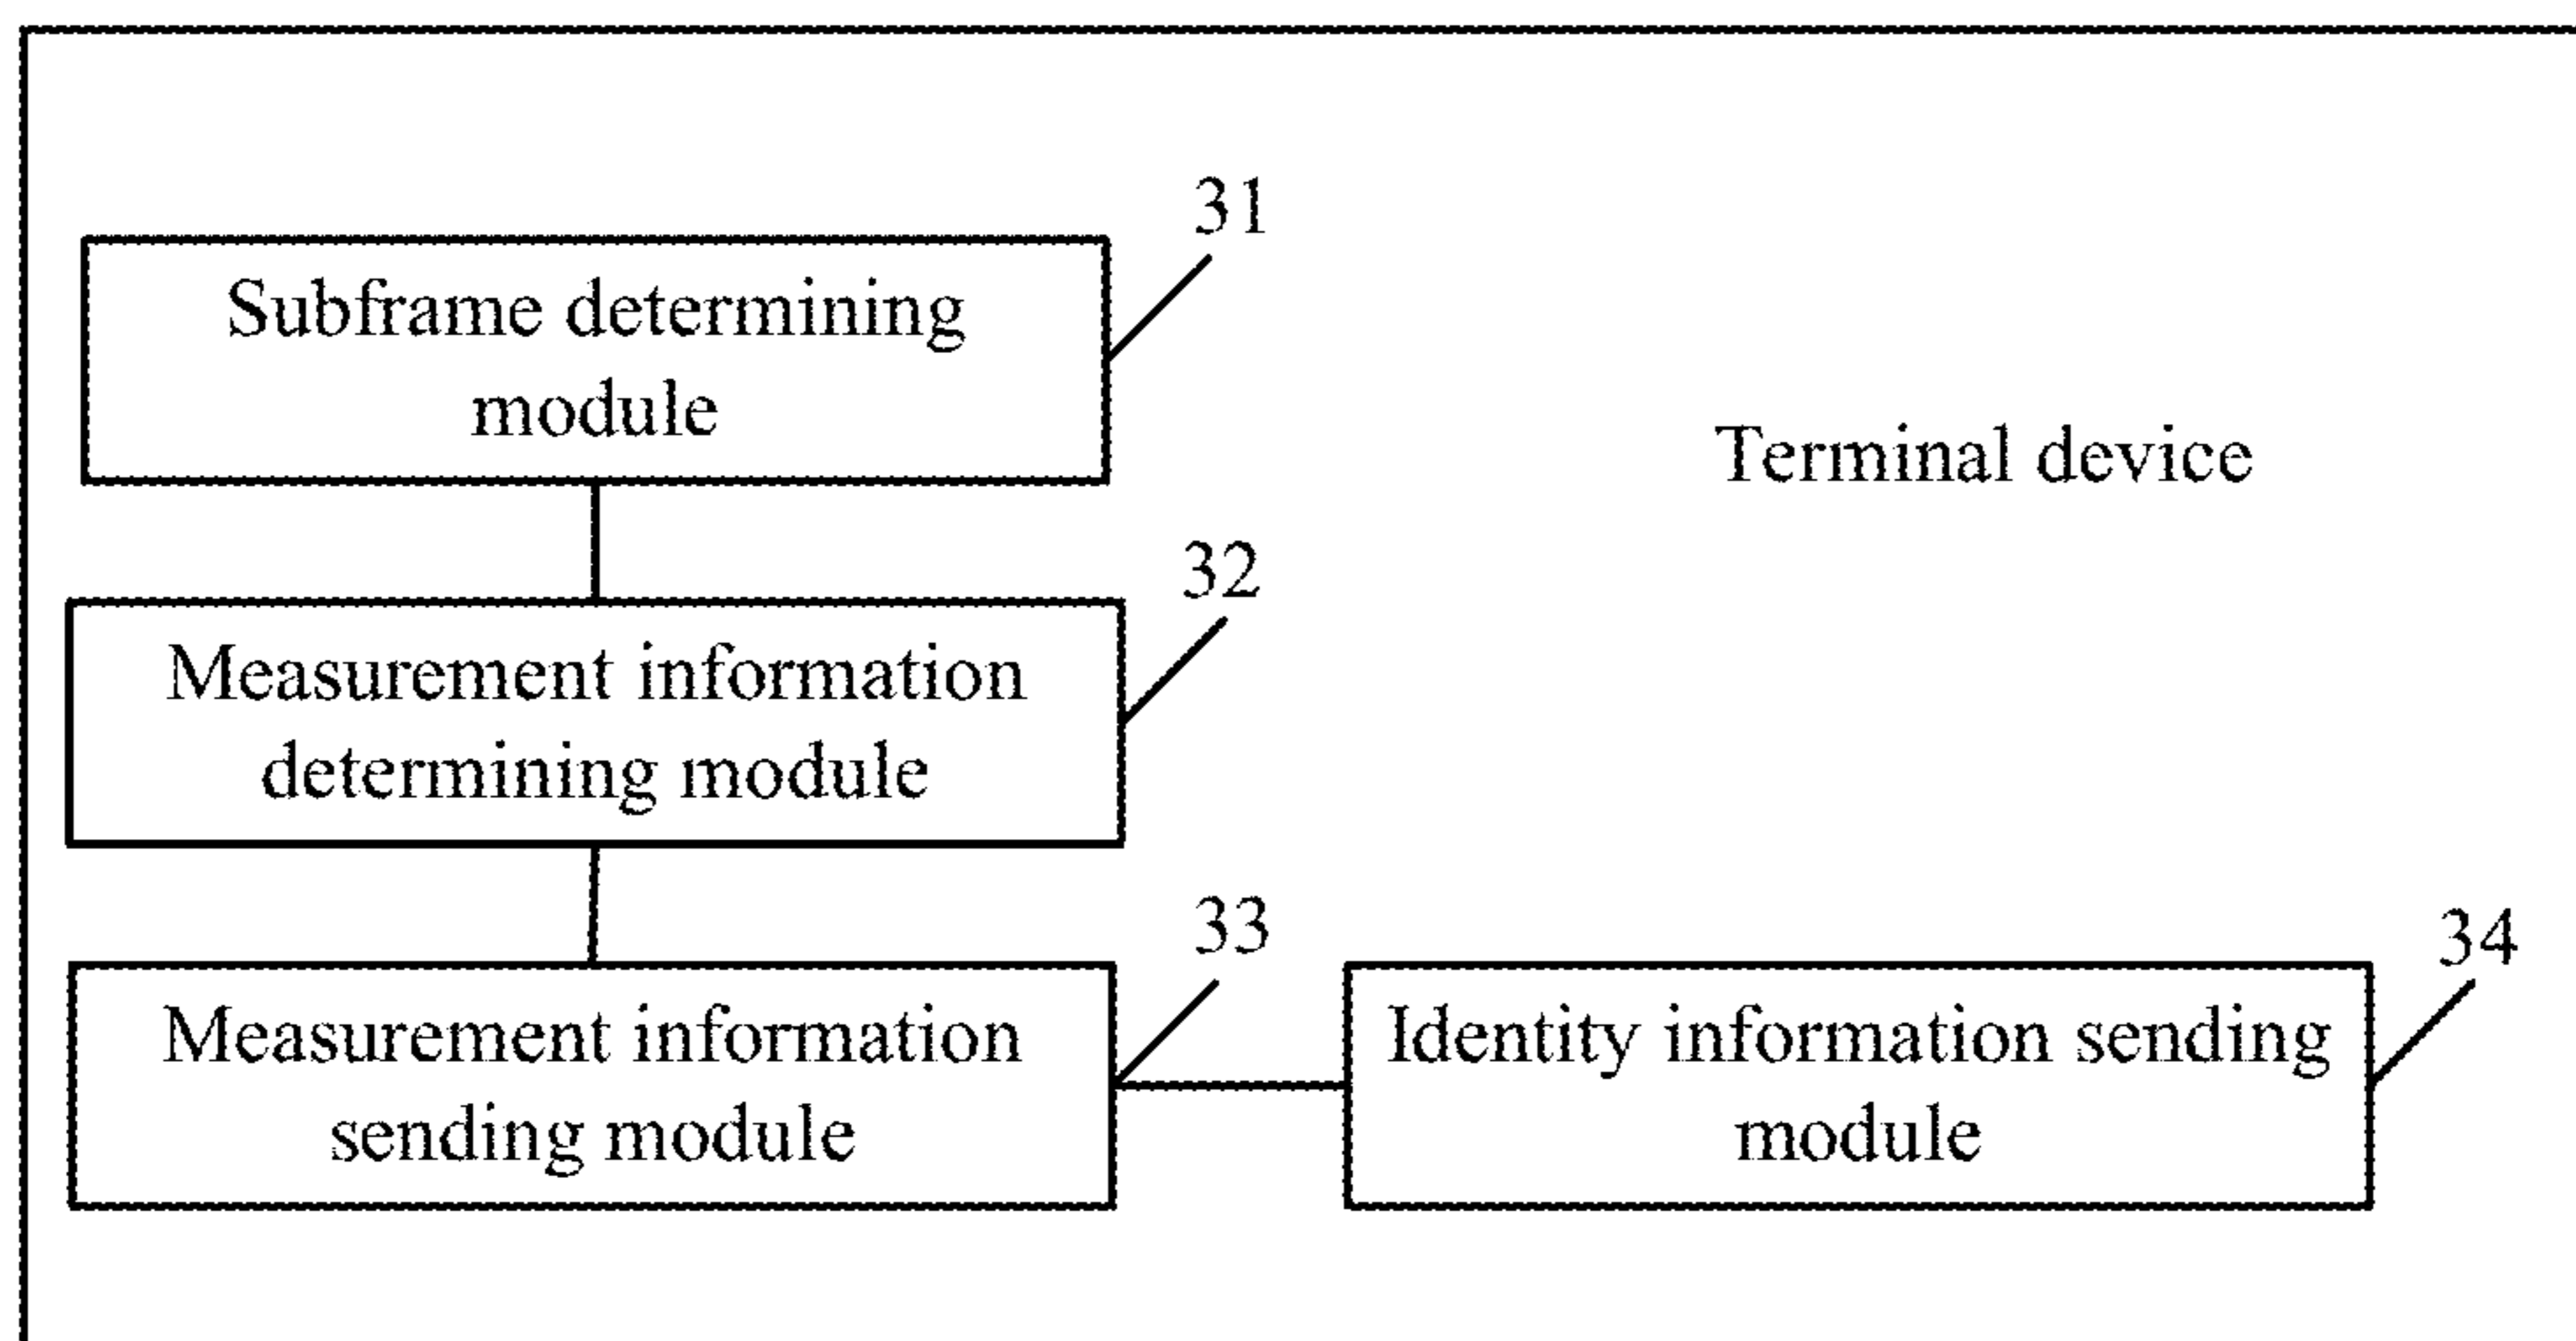 31
Subframe determining
module
Terminal device
32
Measurement information
determining module
33
34
Measurement information
sending module
Identity information sending
module